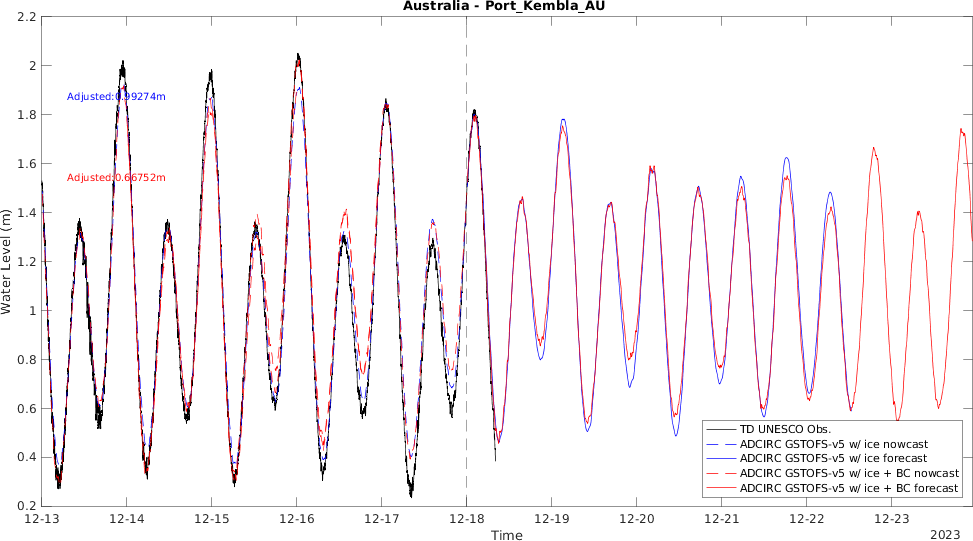 Australia - Port_Kembla_AU
2.2
2
1.8
1.6
1.4
1.2
1
0.8
0.6
0.4
0.2
Water Level (m)
Adjusted:0.99274m
Adjusted:0.66752m
TD UNESCO Obs.
ADCIRC GSTOFS-v5 w/ ice nowcast
ADCIRC GSTOFS-v5 w/ ice forecast
ADCIRC GSTOFS-v5 w/ ice + BC nowcast
ADCIRC GSTOFS-v5 w/ ice + BC forecast
12-13 12-14 12-15 12-16 12-17 12-18 12-19 12-20 12-21 12-22 12-23
Time
2023